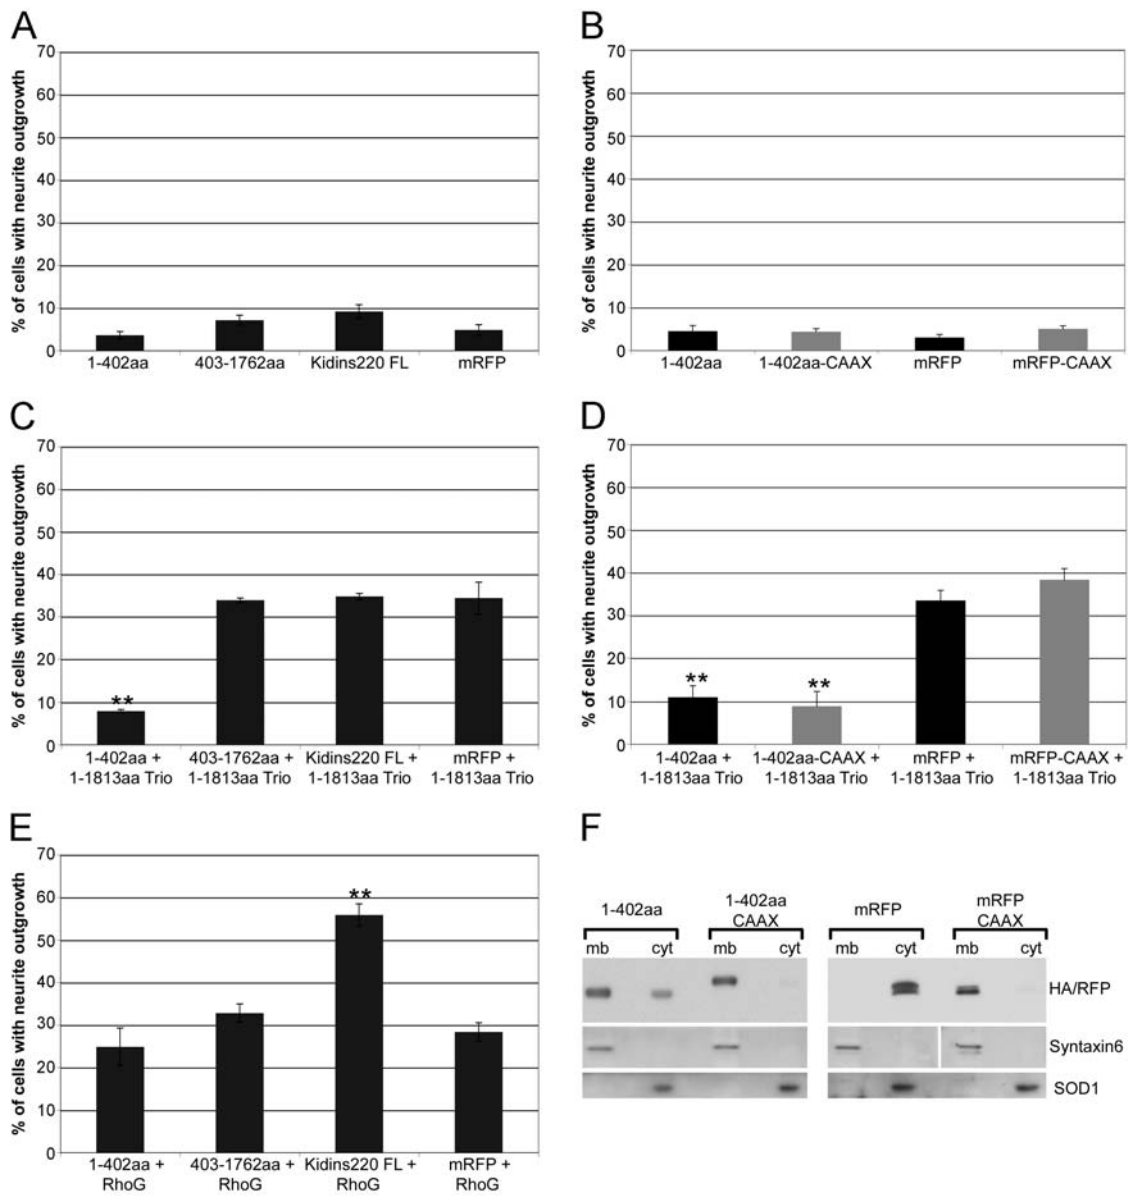 A
% of cells with neurite outgrowth
70
60
50
40
30
20
10
0
1-402aa 403-1762aa Kidins220 FL mRFP
B
% of cells with neurite outgrowth
70
60
50
40
30
20
10
0
1-402aa 1-402aa-CAAX mRFP mRFP-CAAX
C
% of cells with neurite outgrowth
70
60
50
40
30
20
10
0
**
1-402aa + 403-1762aa + Kidins220 FL + mRFP +
1-1813aa Trio 1-1813aa Trio 1-1813aa Trio 1-1813aa Trio
D
% of cells with neurite outgrowth
70
60
50
40
30
20
10
0
** **
1-402aa + 1-402aa-CAAX + mRFP + mRFP-CAAX +
1-1813aa Trio 1-1813aa Trio 1-1813aa Trio 1-1813aa Trio
E
% of cells with neurite outgrowth
70
60
50
40
30
20
10
0
**
1-402aa + 403-1762aa + Kidins220 FL + mRFP +
RhoG RhoG RhoG RhoG
F
1-402aa 1-402aa CAAX mRFP mRFP CAAX
mb cyt mb cyt mb cyt mb cyt
HA/RFP
Syntaxin6
SOD1